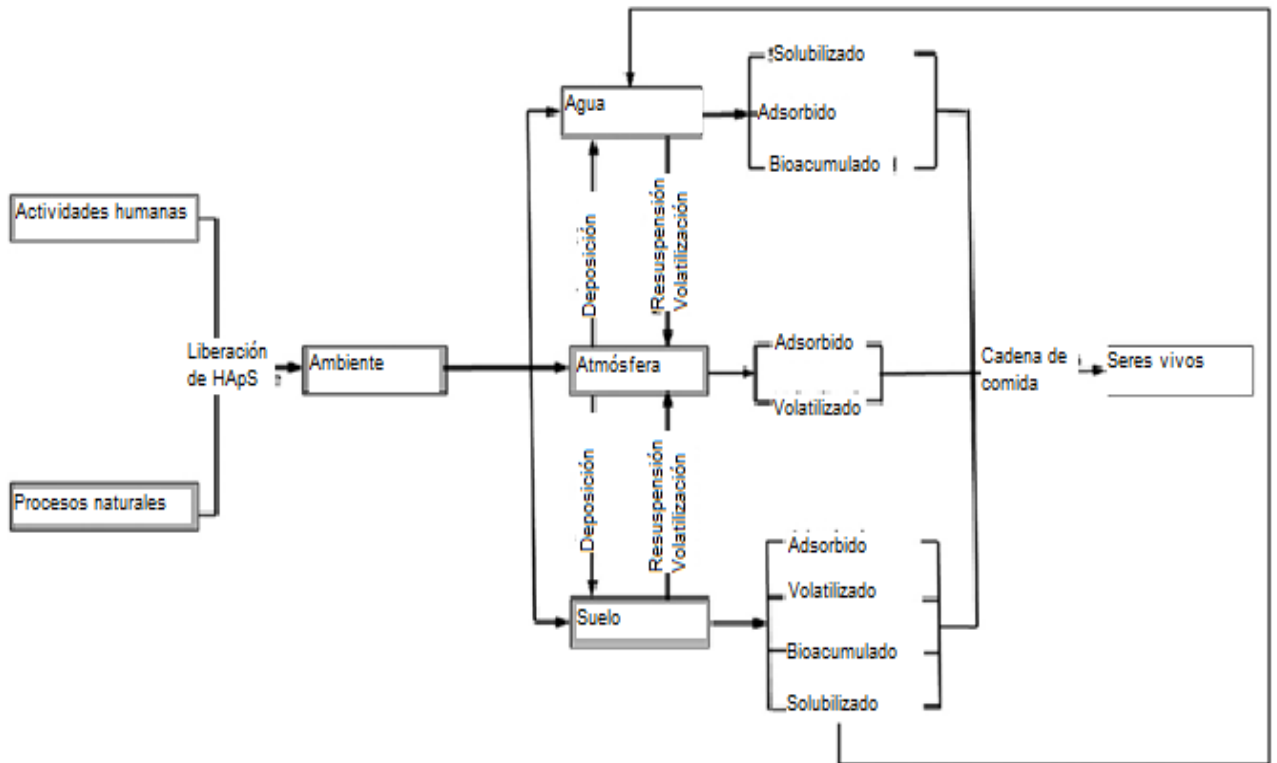 !Solubilizado
Agua
Adsorbido
Bioacumulado
Actividades humanas
Deposición
!Resuspensión
Volatilización
Liberación
de HApS e
Ambiente
Atmósfera
Adsorbido
Volatilizado
Cadena de
comida
Seres vivos
Procesos naturales
Deposición
Resuspensión
Volatilización
Suelo
Adsorbido
Volatilizado
Bioacumulado
Solubilizado